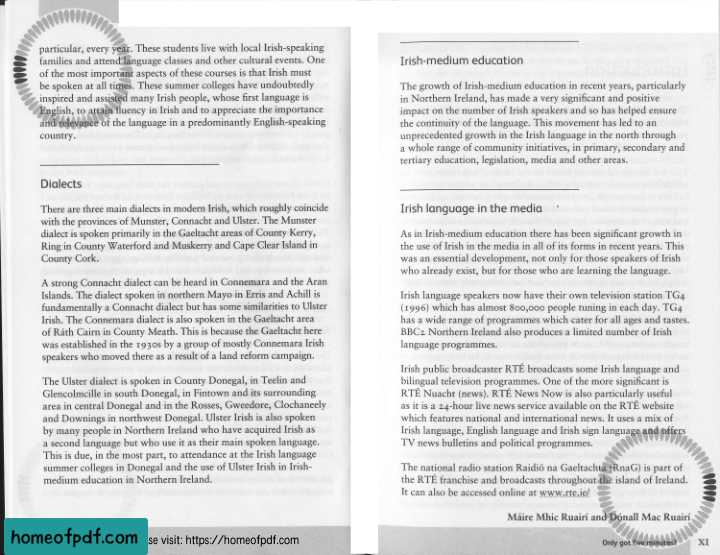 particular, every year. These students live with local Irish-speaking
families and attend language classes and other cultural events. One
of the most important aspects of these courses is that Irish must
be spoken at all times. These summer colleges have undoubtedly
inspired and assisted many Irish people, whose first language is
English, to attain fluency in Irish and to appreciate the importance
and relevance of the language in a predominantly English-speaking
country.
Dialects
There are three main dialects in modern Irish, which roughly coincide
with the provinces of Munster, Connacht and Ulster. The Munster
dialect is spoken primarily in the Gaeltacht areas of County Kerry,
Ring in County Waterford and Muskerry and Cape Clear Island in
County Cork.
A strong Connacht dialect can be heard in Connemara and the Aran
Islands. The dialect spoken in northern Mayo in Erris and Achill is
fundamentally a Connacht dialect but has some similarities to Ulster
Irish. The Connemara dialect is also spoken in the Gaeltacht area
of Ráth Cairn in County Meath. This is because the Gaeltacht here
was established in the 1930s by a group of mostly Connemara Irish
speakers who moved there as a result of a land reform campaign.
The Ulster dialect is spoken in County Donegal, in Teelin and
Glencolmcille in south Donegal, in Fintown and its surrounding
area in central Donegal and in the Rosses, Gweedore, Clochaneely
and Downings in northwest Donegal. Ulster Irish is also spoken
by many people in Northern Ireland who have acquired Irish as
a second language but who use it as their main spoken language.
This is due, in the most part, to attendance at the Irish language
summer colleges in Donegal and the use of Ulster Irish in Irish-
medium education in Northern Ireland.
homeofpdf.com
se visit: https://homeofpdf.com
Irish-medium education
The growth of Irish-medium education in recent years, particularly
in Northern Ireland, has made a very significant and positive
impact on the number of Irish speakers and so has helped ensure
the continuity of the language. This movement has led to an
unprecedented growth in the Irish language in the north through
a whole range of community initiatives, in primary, secondary and
tertiary education, legislation, media and other areas.
Irish language in the media
As in Irish-medium education there has been significant growth in
the use of Irish in the media in all of its forms in recent years. This
was an essential development, not only for those speakers of Irish
who already exist, but for those who are learning the language.
Irish language speakers now have their own television station TG4
(1996) which has almost 800,000 people tuning in each day. TG4
has a wide range of programmes which cater for all ages and tastes.
BBC2 Northern Ireland also produces a limited number of Irish
language programmes.
Irish public broadcaster RTÉ broadcasts some Irish language and
bilingual television programmes. One of the more significant is
RTÉ Nuacht (news). RTÉ News Now is also particularly useful
as it is a 24-hour live news service available on the RTÉ website
which features national and international news. It uses a mix of
Irish language, English language and Irish sign language and offers
TV news bulletins and political programmes.
The national radio station Raidió na Gaeltachta (RnaG) is part of
the RTÉ franchise and broadcasts throughout the island of Ireland.
It can also be accessed online at www.rte.ie/
Máire Mhic Ruairí and Dónall Mac Ruairí
Only got five minutes? XI